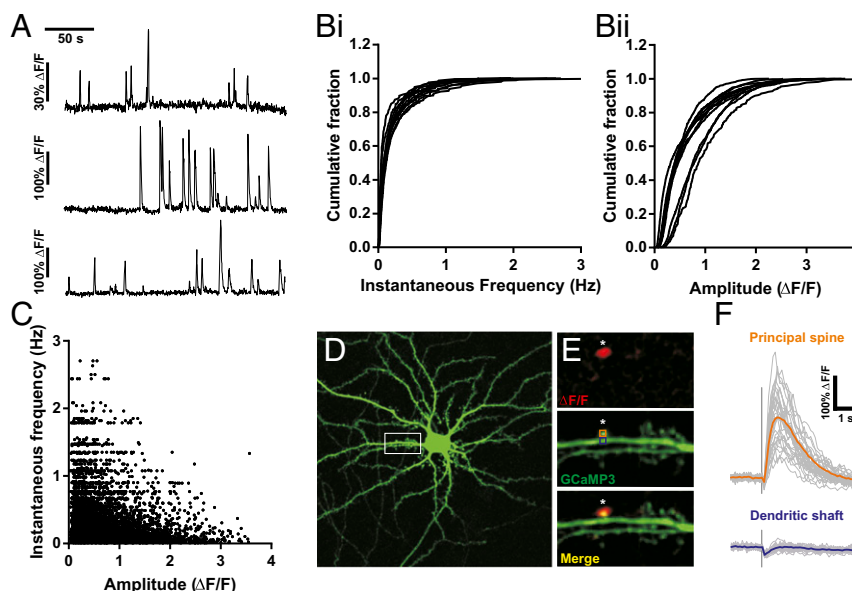 A
50 s
30% ΔF/F
100% ΔF/F
100% ΔF/F
Bi
Cumulative fraction
1.2
1.0
0.8
0.6
0.4
0.2
0.0
0 1 2 3
Instantaneous Frequency (Hz)
Bii
Cumulative fraction
1.2
1.0
0.8
0.6
0.4
0.2
0.0
0 1 2 3
Amplitude (ΔF/F)
C
Instantaneous frequency (Hz)
3
2
1
0
0 1 2 3 4
Amplitude (ΔF/F)
D
E
*
ΔF/F
*
GCaMP3
*
Merge
F
Principal spine
100% ΔF/F
1 s
Dendritic shaft